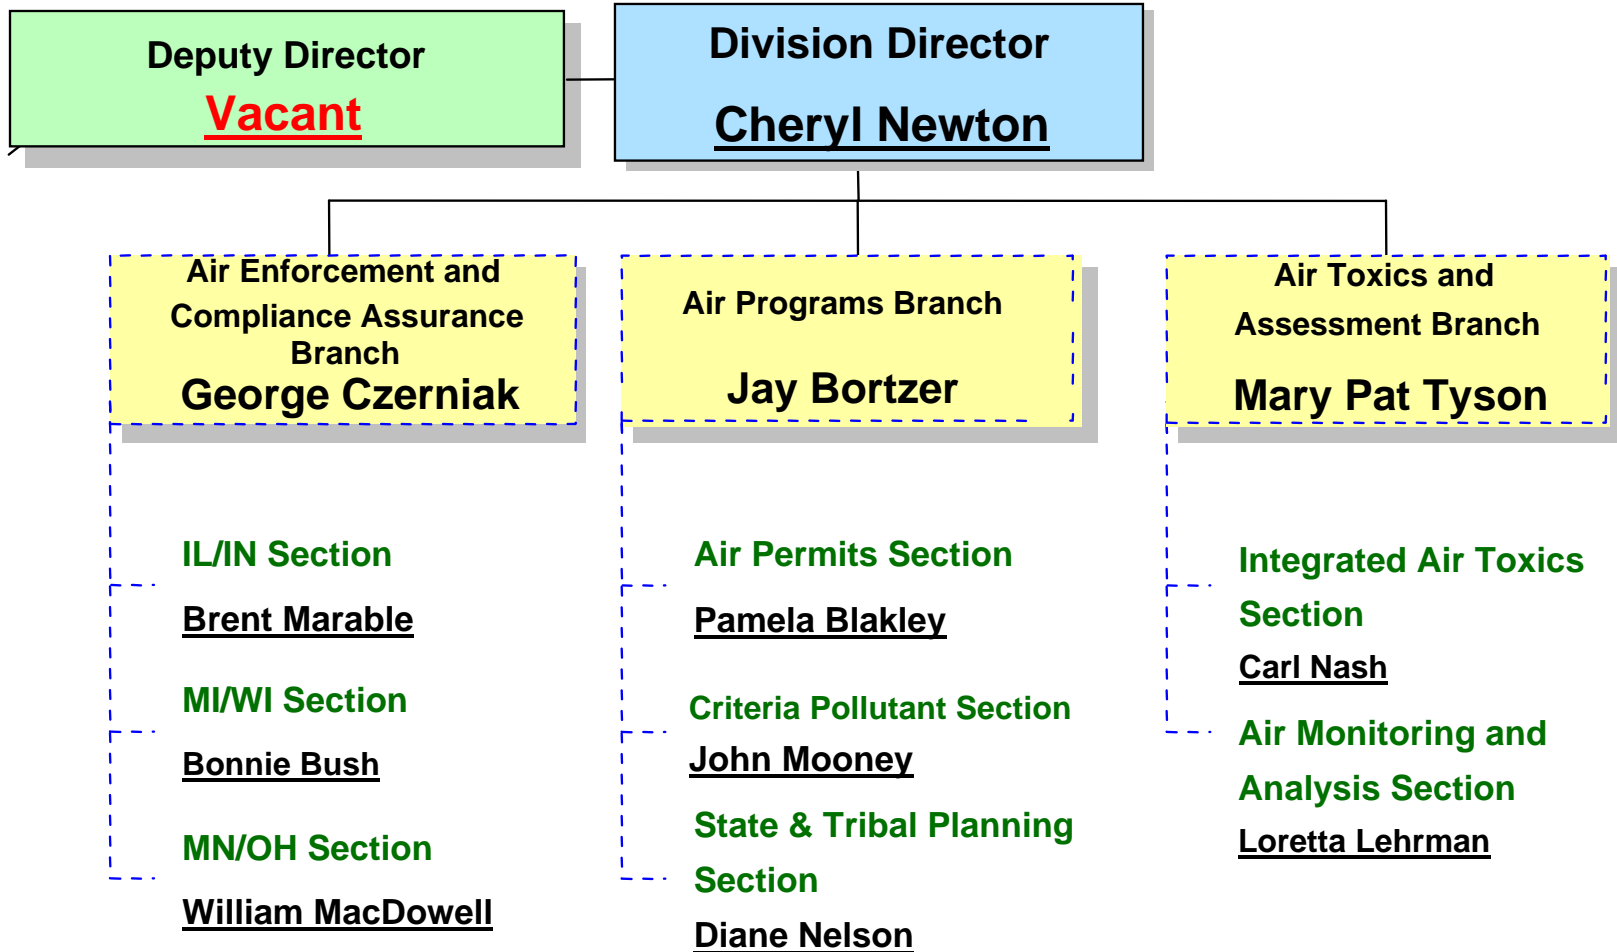 Deputy Director
Vacant
Division Director
Cheryl Newton
Air Enforcement and
Compliance Assurance
Branch
George Czerniak
Air Programs Branch
Jay Bortzer
Air Toxics and
Assessment Branch
Mary Pat Tyson
IL/IN Section
Brent Marable
MI/WI Section
Bonnie Bush
MN/OH Section
William MacDowell
Air Permits Section
Pamela Blakley
Criteria Pollutant Section
John Mooney
State & Tribal Planning
Section
Diane Nelson
Integrated Air Toxics
Section
Carl Nash
Air Monitoring and
Analysis Section
Loretta Lehrman